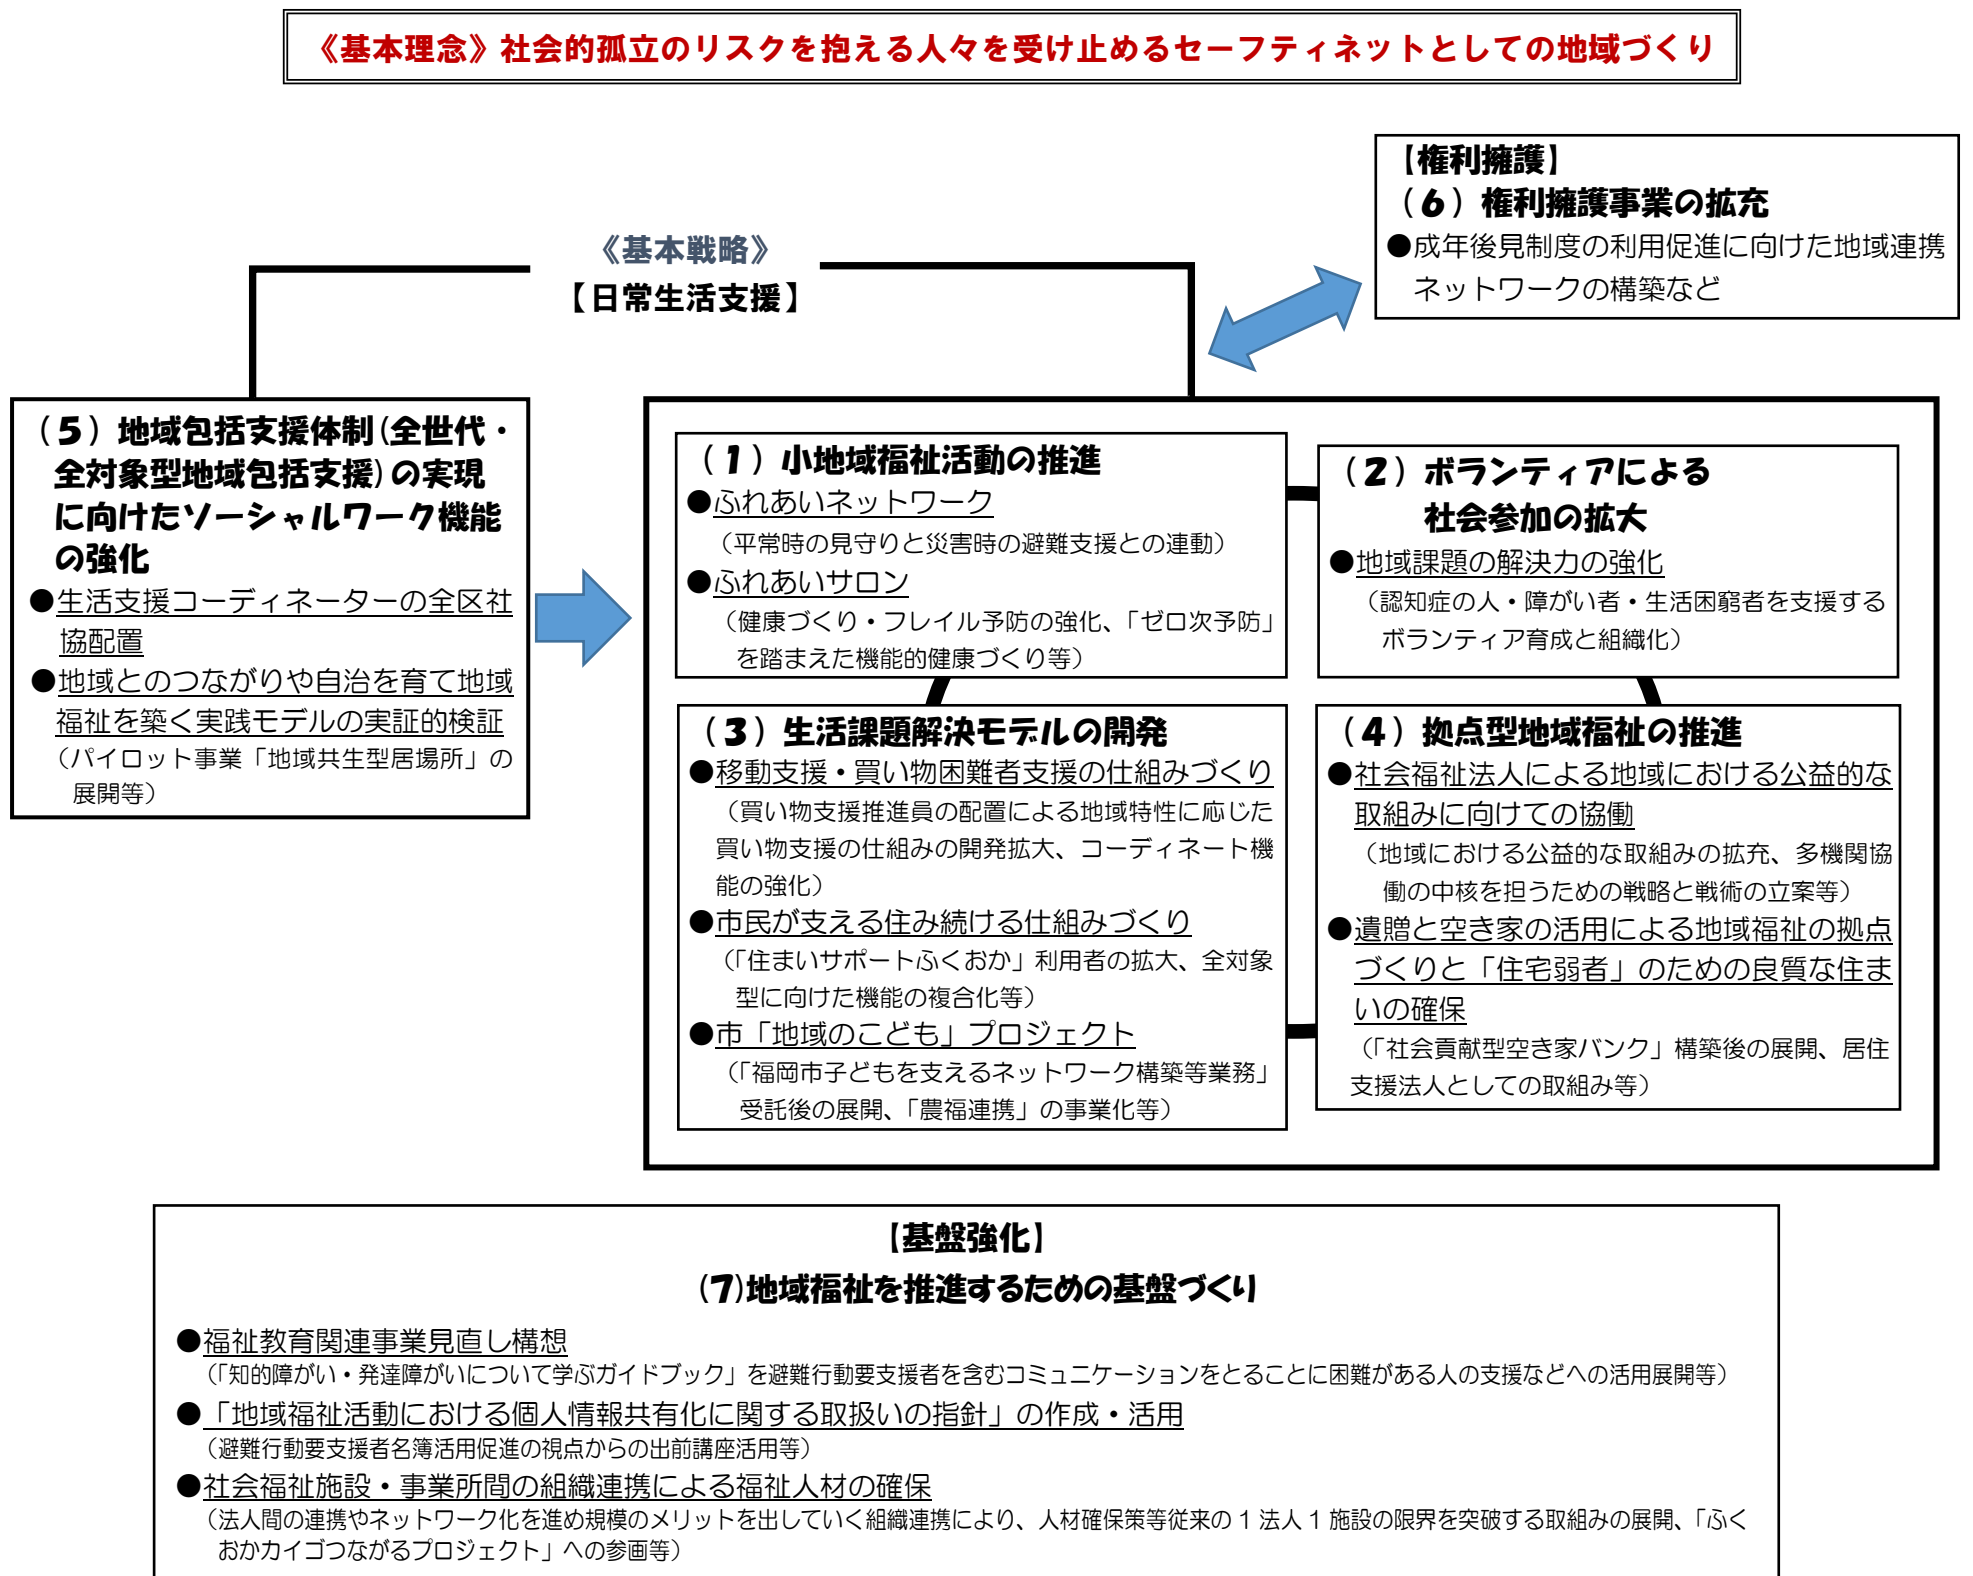 《基本理念》社会的孤立のリスクを抱える人々を受け止めるセーフティネットとしての地域づくり
【権利擁護】
（６）権利擁護事業の拡充
●成年後見制度の利用促進に向けた地域連携
ネットワークの構築など
《基本戦略》
【日常生活支援】
（５）地域包括支援体制(全世代・
全対象型地域包括支援)の実現
に向けたソーシャルワーク機能
の強化
●生活支援コーディネーターの全区社
協配置
●地域とのつながりや自治を育て地域
福祉を築く実践モデルの実証的検証
（パイロット事業「地域共生型居場所」の
展開等）
（１）小地域福祉活動の推進
●ふれあいネットワーク
（平常時の見守りと災害時の避難支援との連動）
●ふれあいサロン
（健康づくり・フレイル予防の強化、「ゼロ次予防」
を踏まえた機能的健康づくり等）
（２）ボランティアによる
社会参加の拡大
●地域課題の解決力の強化
（認知症の人・障がい者・生活困窮者を支援する
ボランティア育成と組織化）
（３）生活課題解決モデルの開発
●移動支援・買い物困難者支援の仕組みづくり
（買い物支援推進員の配置による地域特性に応じた
買い物支援の仕組みの開発拡大、コーディネート機
能の強化）
●市民が支える住み続ける仕組みづくり
（「住まいサポートふくおか」利用者の拡大、全対象
型に向けた機能の複合化等）
●市「地域のこども」プロジェクト
（「福岡市子どもを支えるネットワーク構築等業務」
受託後の展開、「農福連携」の事業化等）
（４）拠点型地域福祉の推進
●社会福祉法人による地域における公益的な
取組みに向けての協働
（地域における公益的な取組みの拡充、多機関協
働の中核を担うための戦略と戦術の立案等）
●遺贈と空き家の活用による地域福祉の拠点
づくりと「住宅弱者」のための良質な住ま
いの確保
（「社会貢献型空き家バンク」構築後の展開、居住
支援法人としての取組み等）
【基盤強化】
(７)地域福祉を推進するための基盤づくり
●福祉教育関連事業見直し構想
（「知的障がい・発達障がいについて学ぶガイドブック」を避難行動要支援者を含むコミュニケーションをとることに困難がある人の支援などへの活用展開等）
●「地域福祉活動における個人情報共有化に関する取扱いの指針」の作成・活用
（避難行動要支援者名簿活用促進の視点からの出前講座活用等）
●社会福祉施設・事業所間の組織連携による福祉人材の確保
（法人間の連携やネットワーク化を進め規模のメリットを出していく組織連携により、人材確保策等従来の１法人１施設の限界を突破する取組みの展開、「ふく
おかカイゴつながるプロジェクト」への参画等）